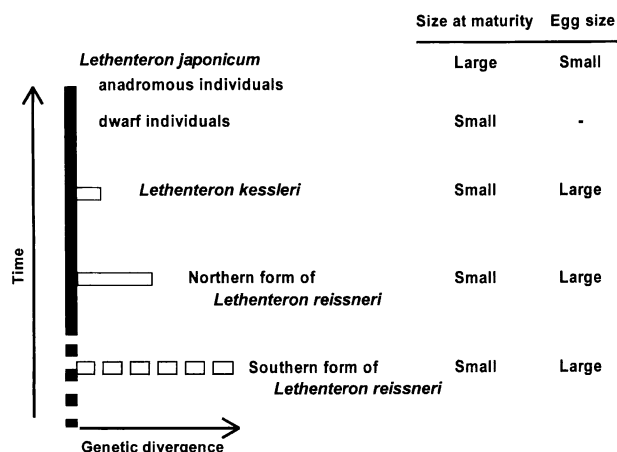 Size at maturity Egg size
Lethenteron japonicum Large Small
anadromous individuals
dwarf individuals Small -
Lethenteron kessleri Small Large
Northern form of Small Large
Lethenteron reissneri
Southern form of Small Large
Lethenteron reissneri
Time
Genetic divergence